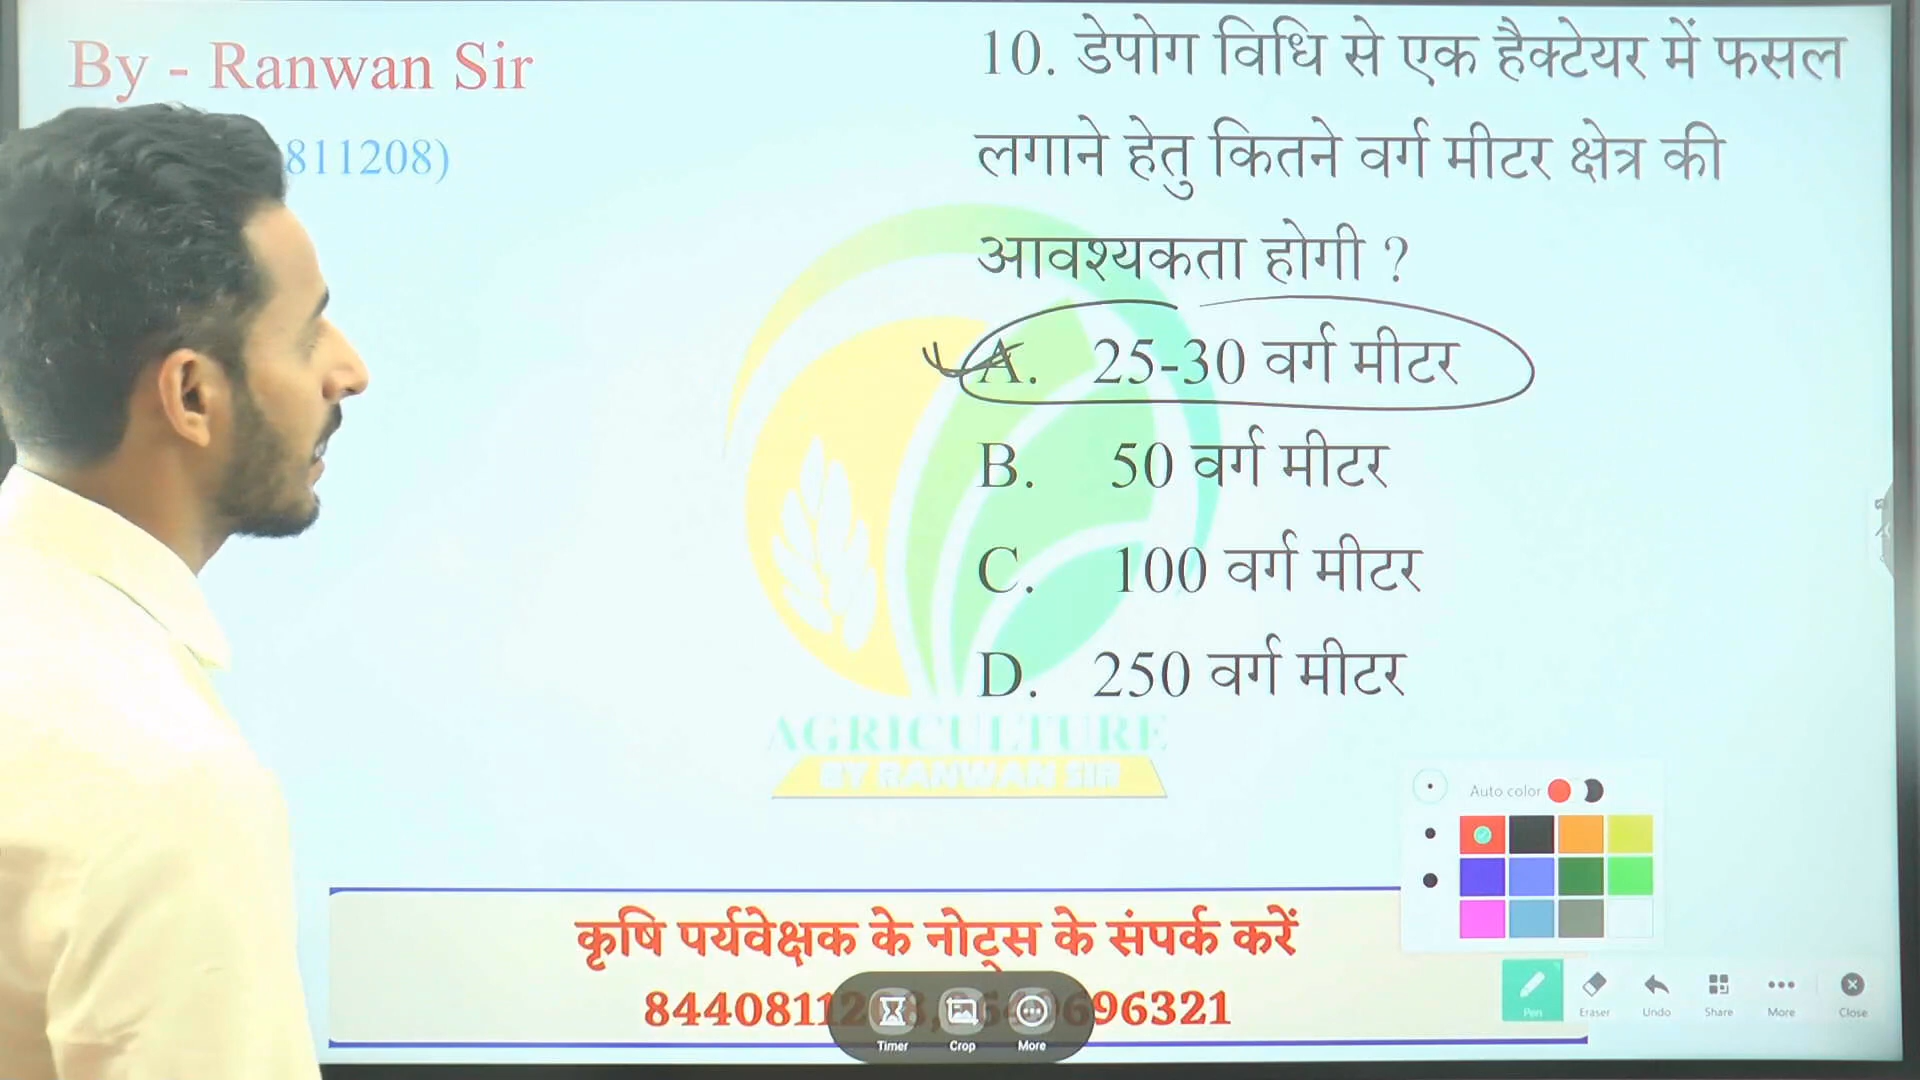 By - Ranwan Sir
811208)
10. डेपोग विधि से एक हैक्टेयर में फसल
लगाने हेतु कितने वर्ग मीटर क्षेत्र की
आवश्यकता होगी ?
A. 25-30 वर्ग मीटर
B. 50 वर्ग मीटर
C. 100 वर्ग मीटर
D. 250 वर्ग मीटर
AGRICULTURE
BY RANWAN SIR
Auto color
कृषि पर्यवेक्षक के नोट्स के संपर्क करें
8440811208, 696321
Timer Crop More
Pen Eraser Undo Share More Close